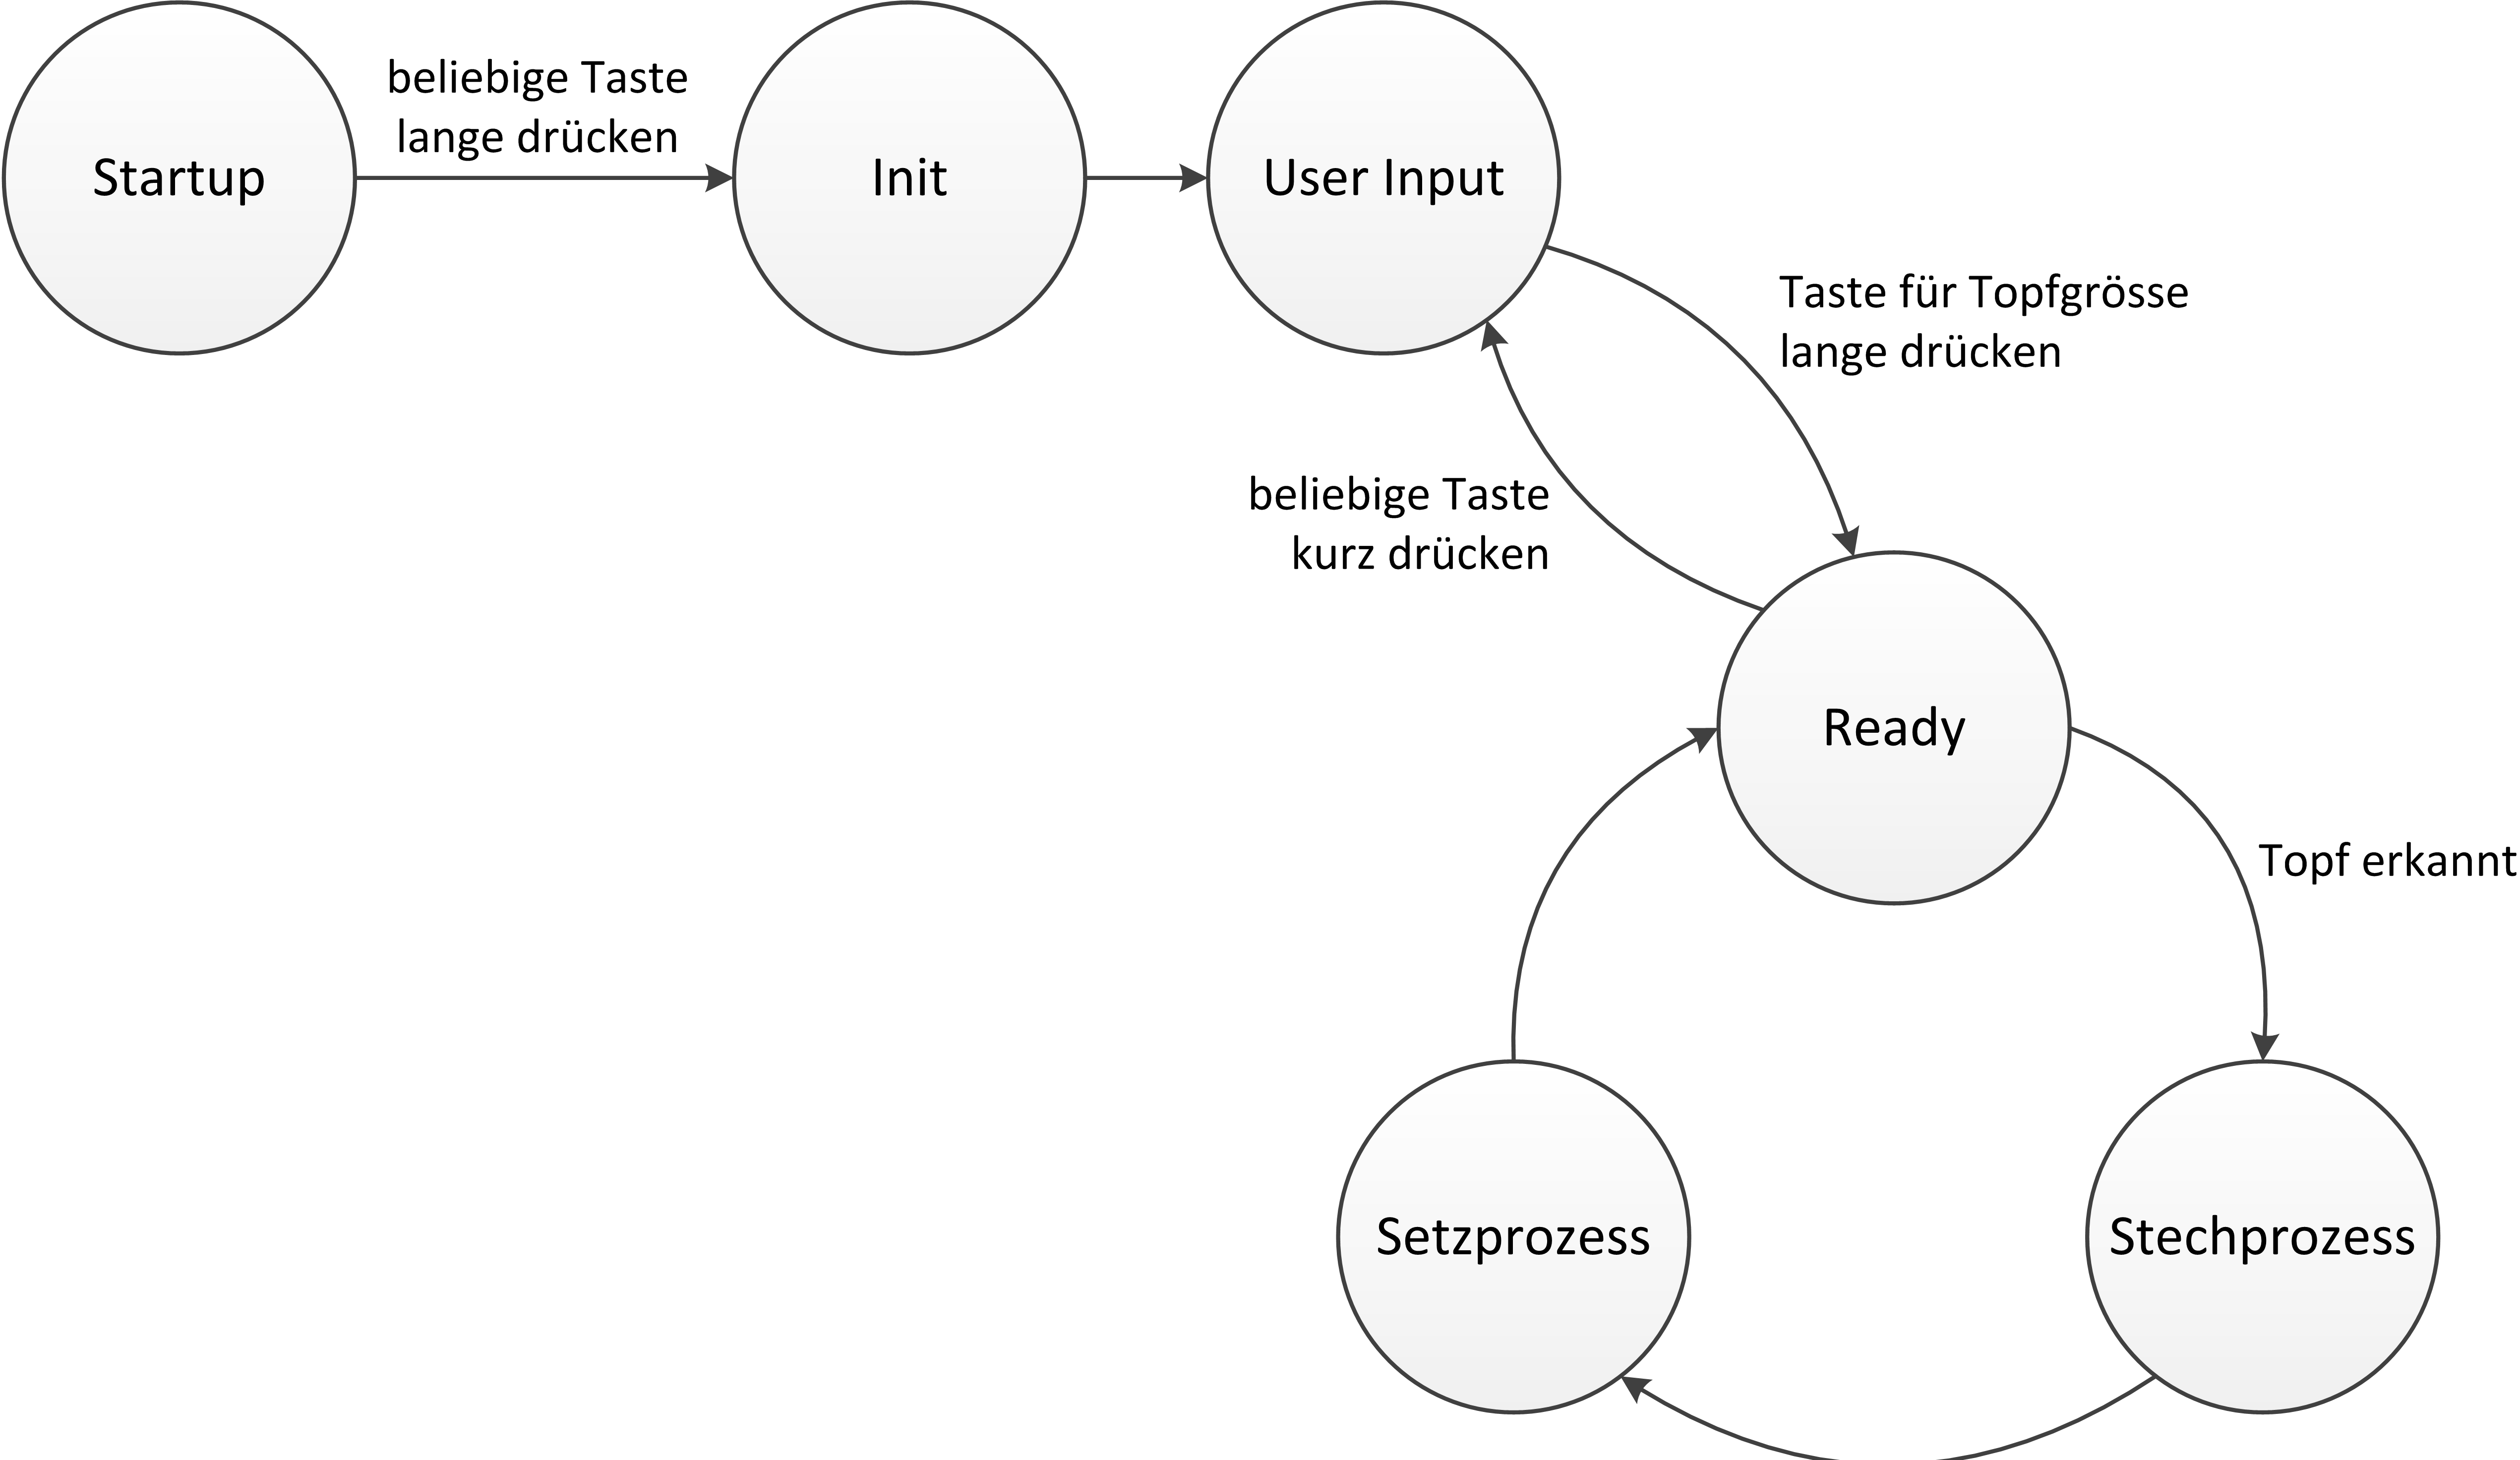 Startup
beliebige Taste
lange drücken
Init
User Input
Taste für Topfgrösse
lange drücken
beliebige Taste
kurz drücken
Ready
Topf erkannt
Setzprozess
Stechprozess